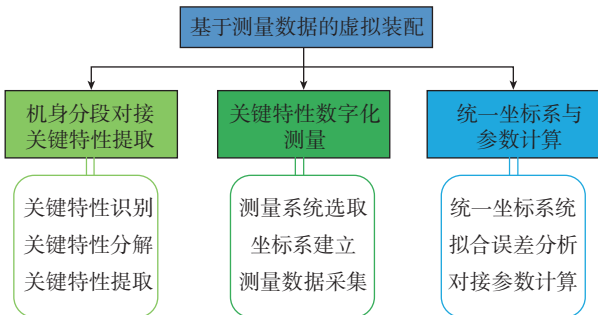 基于测量数据的虚拟装配
机身分段对接
关键特性提取
关键特性数字化
测量
统一坐标系与
参数计算
关键特性识别
关键特性分解
关键特性提取
测量系统选取
坐标系建立
测量数据采集
统一坐标系统
拟合误差分析
对接参数计算